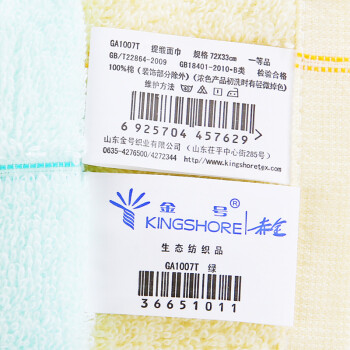 GA1007T 提缎面巾 规格 72X33cm 一等品
GB/T22864-2009 GB18401-2010-B类 检验合格
100%棉（装饰部分除外）（浓色产品初洗时有轻微掉色）
维护方法
6 925704 457629 >
山东金号织业有限公司（山东茌平中心街285号）
0635-4276500/4272344 http://www.kingshoretex.com
金号®
KINGSHORE
生态纺织品
GA1007T 绿
36651011